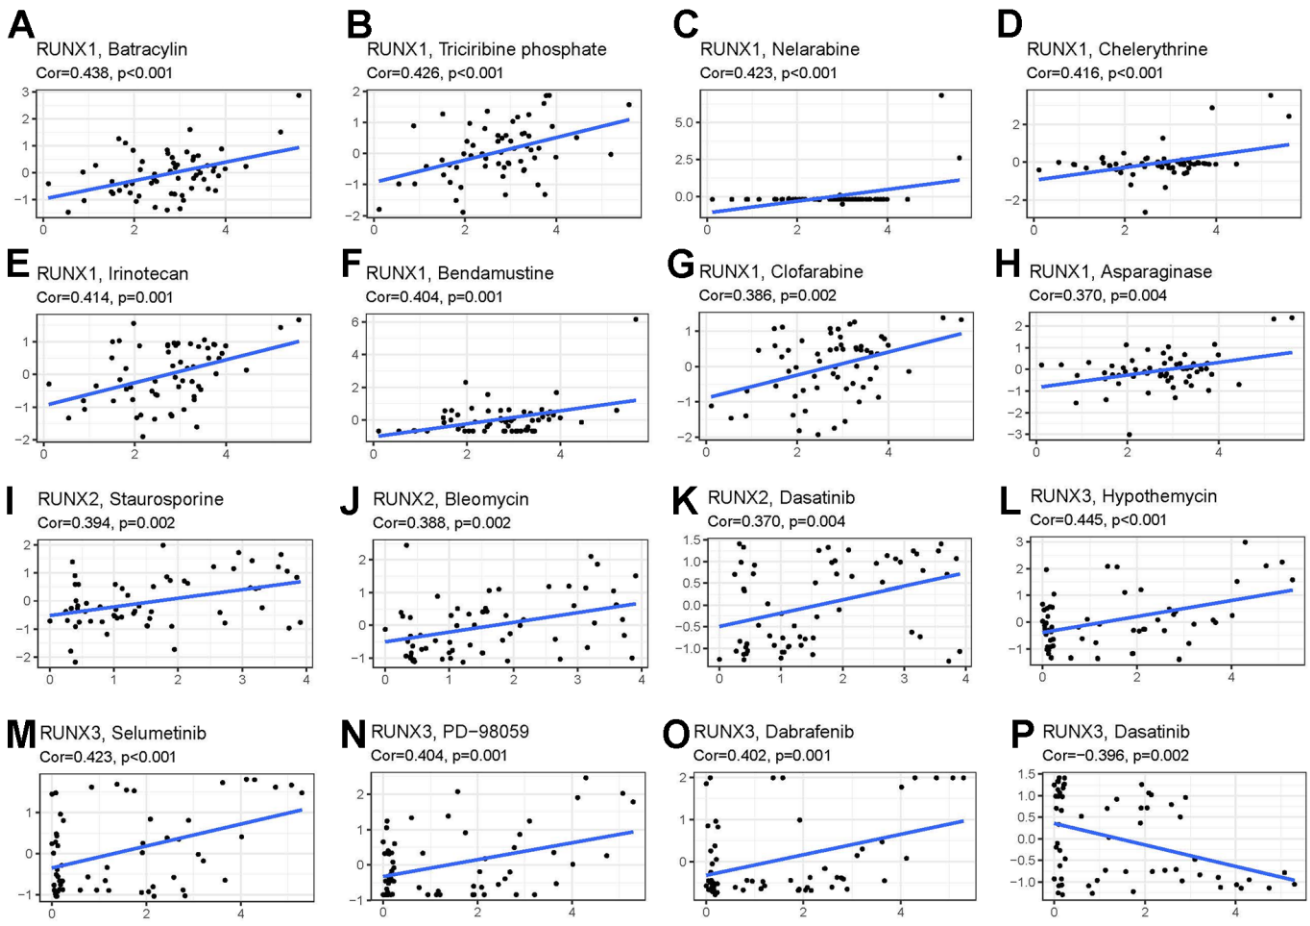 A
RUNX1, Batracylin
Cor=0.438, p<0.001
3
2
1
0
−1
0
2
4
B
RUNX1, Triciribine phosphate
Cor=0.426, p<0.001
2
1
0
−1
−2
0
2
4
C
RUNX1, Nelarabine
Cor=0.423, p<0.001
5.0
2.5
0.0
0
2
4
D
RUNX1, Chelerythrine
Cor=0.416, p<0.001
2
0
−2
0
2
4
E
RUNX1, Irinotecan
Cor=0.414, p=0.001
1
0
−1
−2
0
2
4
F
RUNX1, Bendamustine
Cor=0.404, p=0.001
6
4
2
0
0
2
4
G
RUNX1, Clofarabine
Cor=0.386, p=0.002
1
0
−1
−2
0
2
4
H
RUNX1, Asparaginase
Cor=0.370, p=0.004
2
1
0
−1
−2
−3
0
2
4
I
RUNX2, Staurosporine
Cor=0.394, p=0.002
2
1
0
−1
−2
0
1
2
3
4
J
RUNX2, Bleomycin
Cor=0.388, p=0.002
2
1
0
−1
0
1
2
3
4
K
RUNX2, Dasatinib
Cor=0.370, p=0.004
1.5
1.0
0.5
0.0
−0.5
−1.0
0
1
2
3
4
L
RUNX3, Hypothemycin
Cor=0.445, p<0.001
3
2
1
0
−1
0
2
4
M
RUNX3, Selumetinib
Cor=0.423, p<0.001
1
0
−1
0
2
4
N
RUNX3, PD−98059
Cor=0.404, p=0.001
2
1
0
−1
0
2
4
O
RUNX3, Dabrafenib
Cor=0.402, p=0.001
2
1
0
0
2
4
P
RUNX3, Dasatinib
Cor=−0.396, p=0.002
1.5
1.0
0.5
0.0
−0.5
−1.0
0
2
4